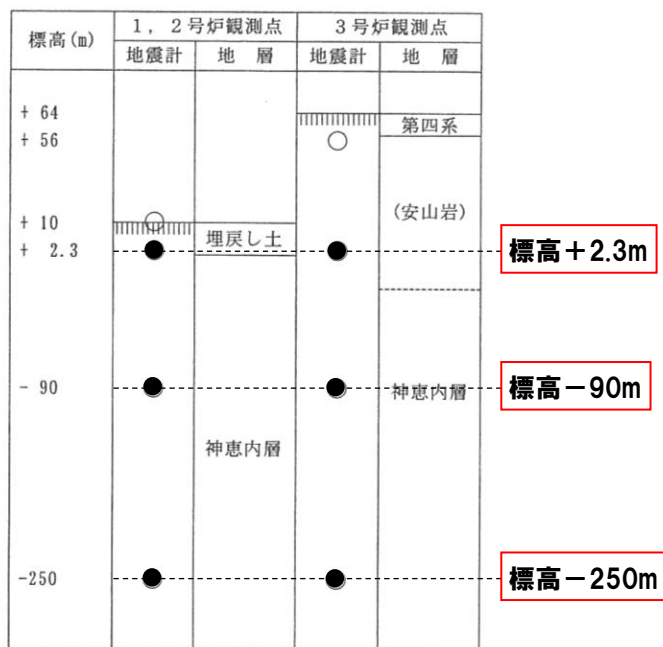 標高(m)
1，2号炉観測点
3号炉観測点
地震計
地 層
地震計
地 層
+ 64
第四系
+ 56
(安山岩)
+ 10
埋戻し土
+ 2.3
標高＋2.3m
- 90
神恵内層
標高－90m
神恵内層
-250
標高－250m